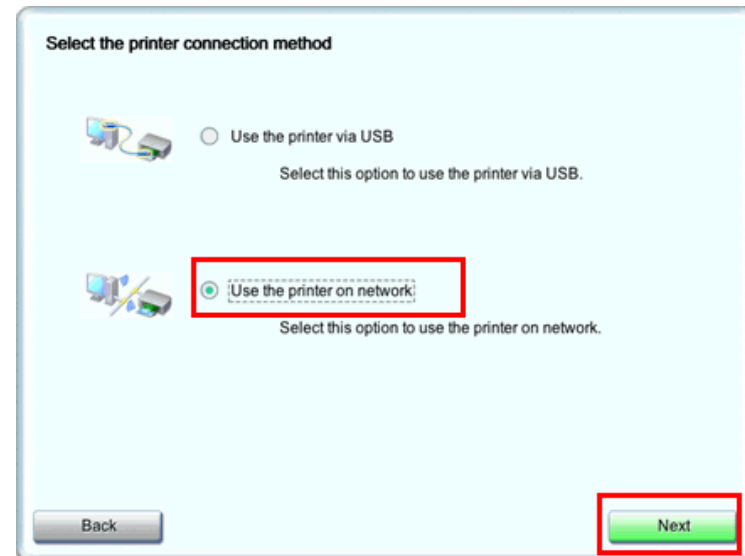 Select the printer connection method
Use the printer via USB
Select this option to use the printer via USB.
Use the printer on network
Select this option to use the printer on network.
Back
Next